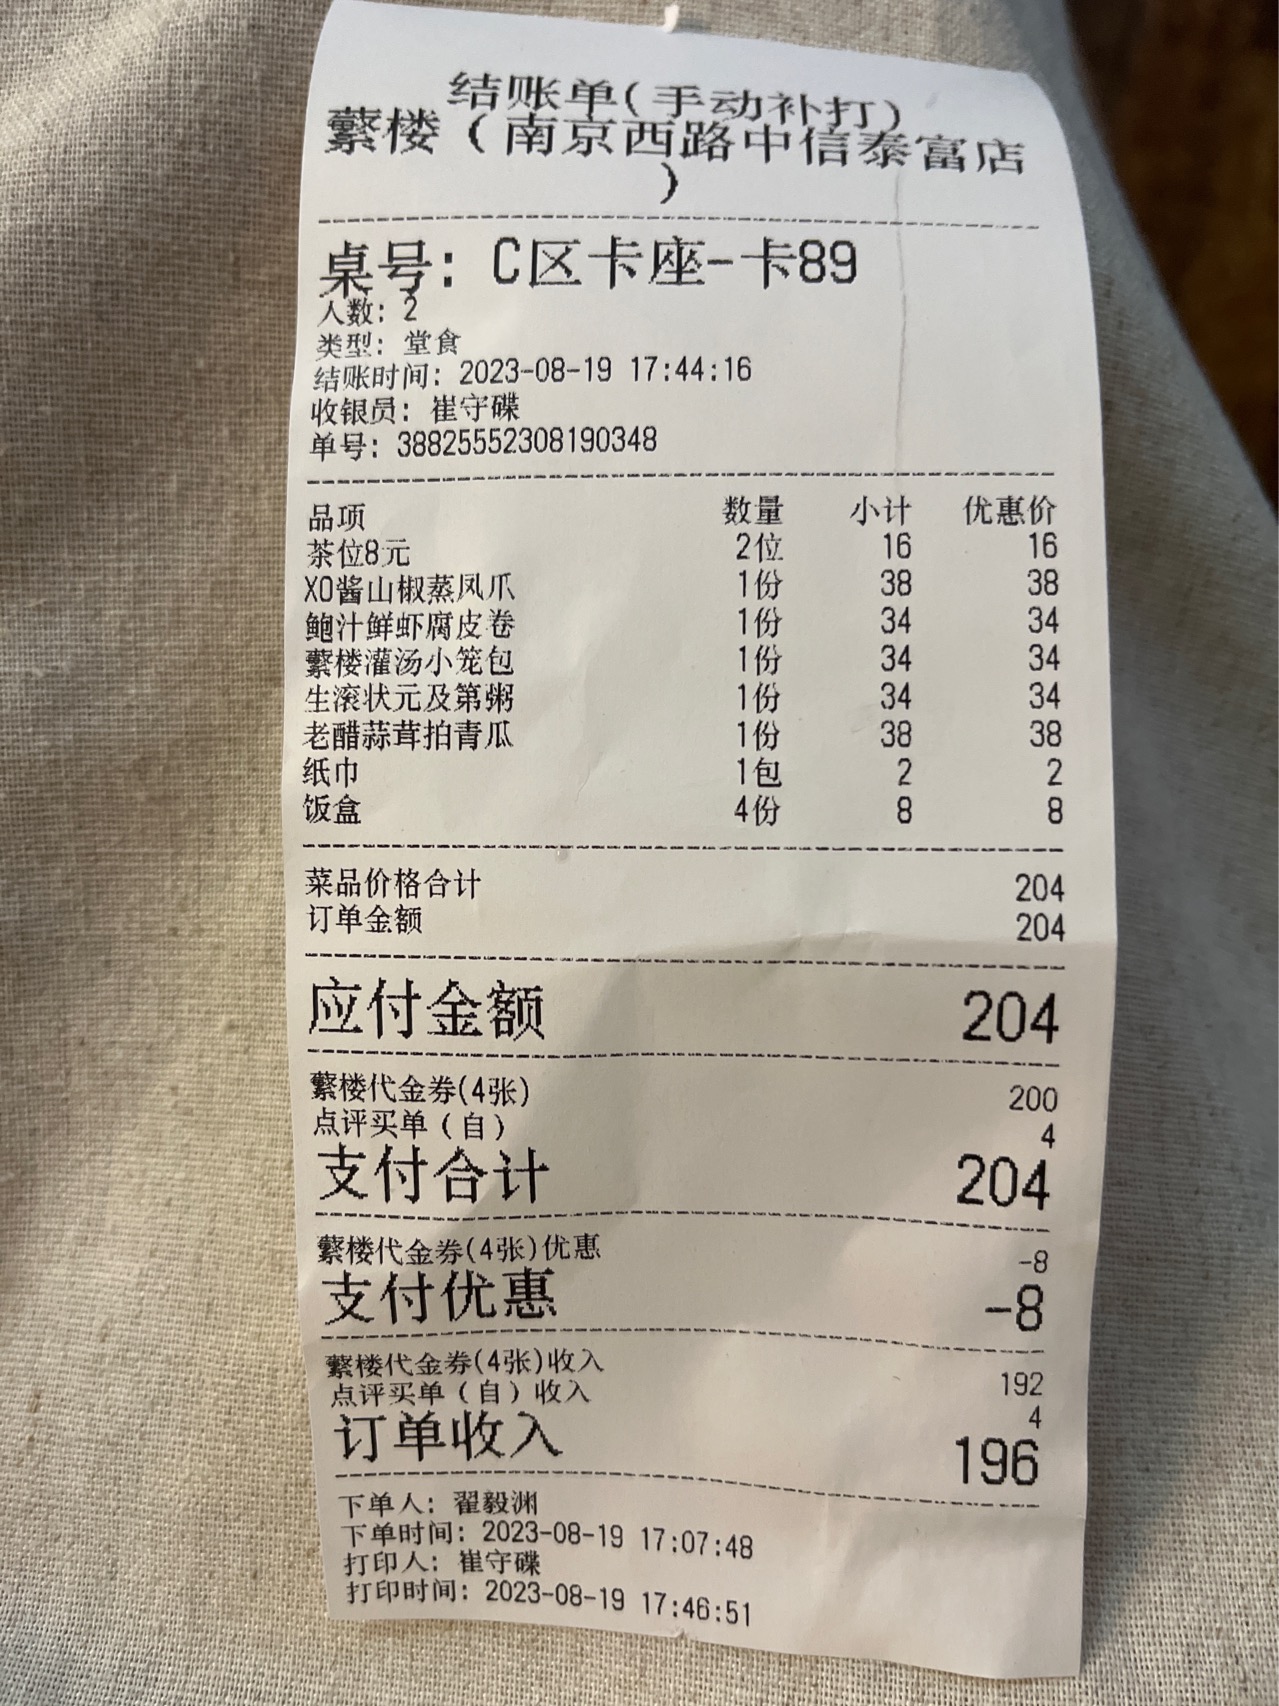 结账单(手动补打)
蘩楼(南京西路中信泰富店
)
桌号: C区卡座-卡89
人数: 2
类型: 堂食
结账时间: 2023-08-19 17:44:16
收银员: 崔守碟
单号: 38825552308190348
品项 数量 小计 优惠价
茶位8元 2位 16 16
XO酱山椒蒸凤爪 1份 38 38
鲍汁鲜虾腐皮卷 1份 34 34
蘩楼灌汤小笼包 1份 34 34
生滚状元及第粥 1份 34 34
老醋蒜茸拍青瓜 1份 38 38
纸巾 1包 2 2
饭盒 4份 8 8
菜品价格合计 204
订单金额 204
应付金额 204
蘩楼代金券(4张) 200
点评买单(自) 4
支付合计 204
蘩楼代金券(4张)优惠 -8
支付优惠 -8
蘩楼代金券(4张)收入 192
点评买单(自)收入 4
订单收入 196
下单人: 翟毅渊
下单时间: 2023-08-19 17:07:48
打印人: 崔守碟
打印时间: 2023-08-19 17:46:51